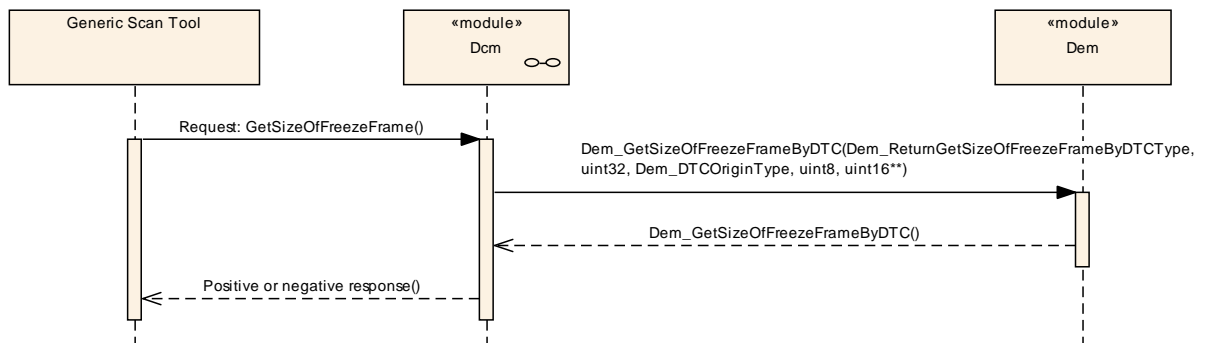 Generic Scan Tool
«module»
Dcm
«module»
Dem
Request: GetSizeOfFreezeFrame()
Dem_GetSizeOfFreezeFrameByDTC(Dem_ReturnGetSizeOfFreezeFrameByDTCType,
uint32, Dem_DTCOriginType, uint8, uint16**)
Dem_GetSizeOfFreezeFrameByDTC()
Positive or negative response()